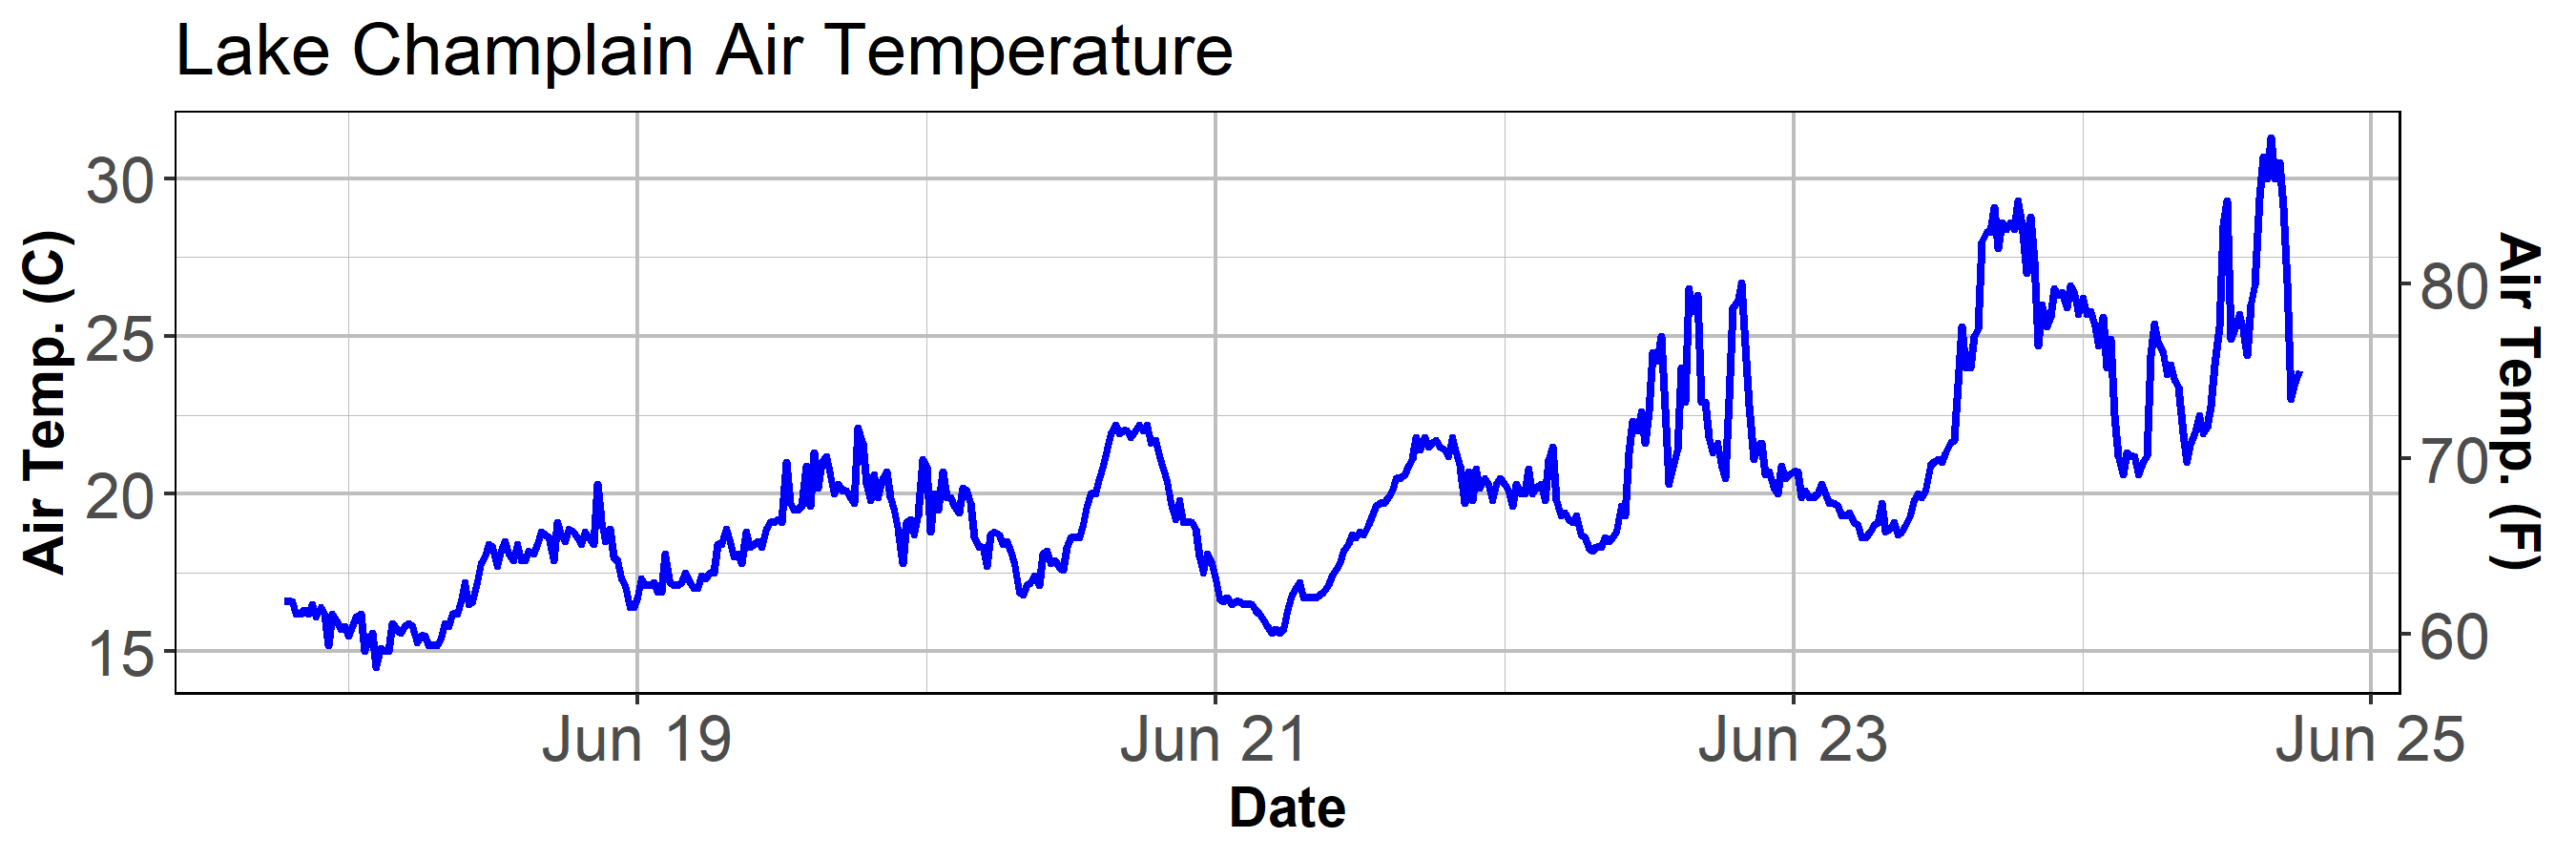 Lake Champlain Air Temperature
Air Temp. (C)
30
25
20
15
80
70
60
Air Temp. (F)
Jun 19
Jun 21
Jun 23
Jun 25
Date